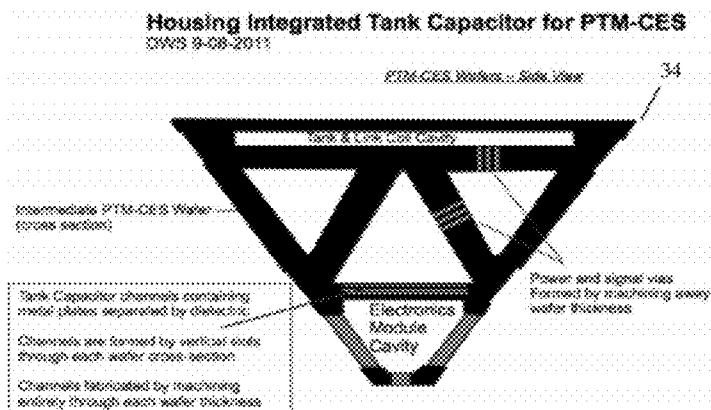 Housing Integrated Tank Capacitor for PTM-CES
DWS 9-08-2011
PTM-CES Wafers - Side View
34
Tank & Link Coil Cavity
Intermediate PTM-CES Wafer
(cross section)
Power and signal vias
Formed by machining away
wafer thickness
Tank Capacitor channels containing
metal plates separated by dielectric
Channels are formed by vertical cuts
through each wafer cross section
Channels fabricated by machining
entirely through each wafer thickness
Electronics
Module
Cavity